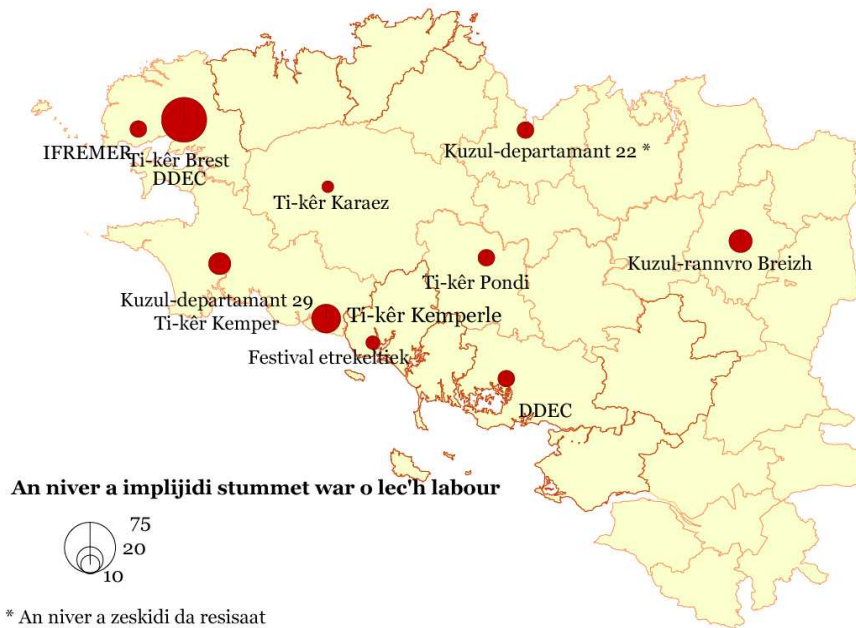 Kuzul-departamant 22 *
IFREMER
Ti-kêr Brest
DDEC
Ti-kêr Karaez
Kuzul-rannvro Breizh
Ti-kêr Pondi
Kuzul-departamant 29
Ti-kêr Kemper
Ti-kêr Kemperle
Festival etrekeltiek
DDEC
An niver a implijidi stummet war o lec'h labour
75
20
10
* An niver a zeskidi da resisaat